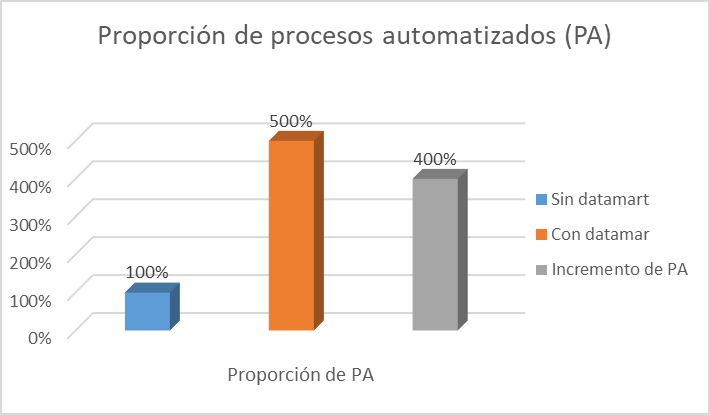 Proporción de procesos automatizados (PA)
500%
400%
300%
200%
100%
0%
100%
500%
400%
Proporción de PA
Sin datamart
Con datamar
Incremento de PA